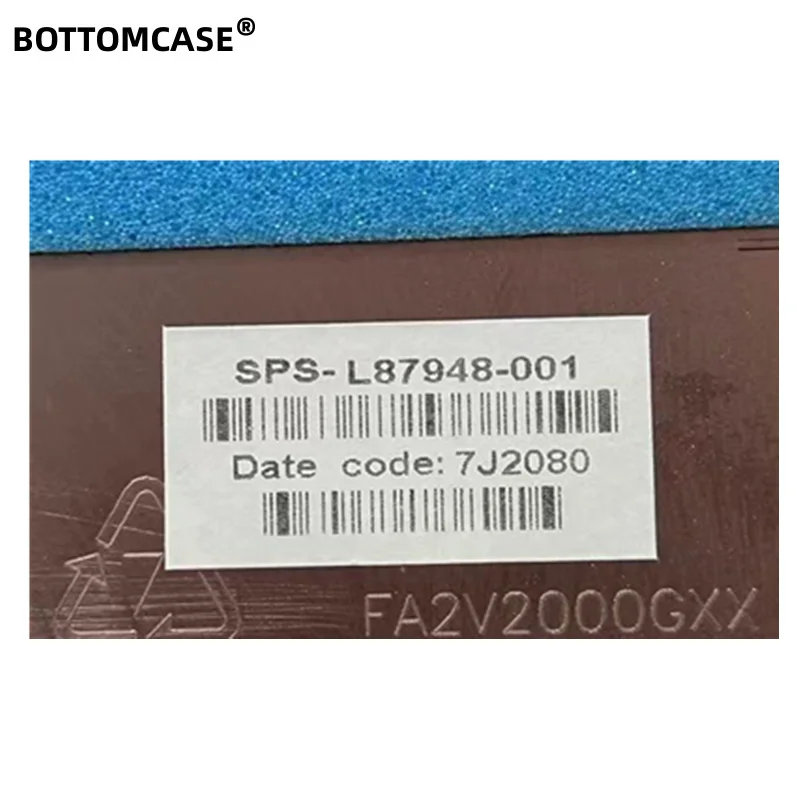 BOTTOMCASE®
SPS- L87948-001
Date code: 7J2080
FA2V2000GXX